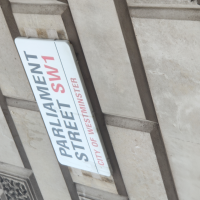 PARLIAMENT
STREET SW1
CITY OF WESTMINSTER